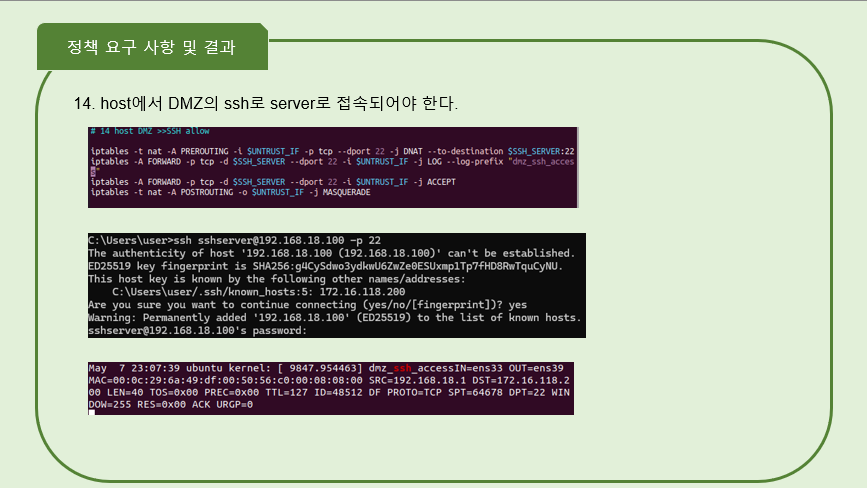 정책 요구 사항 및 결과
14. host에서 DMZ의 ssh로 server로 접속되어야 한다.
# 14 host DMZ >>SSH allow
iptables -t nat -A PREROUTING -i $UNTRUST_IF -p tcp --dport 22 -j DNAT --to-destination $SSH_SERVER:22
iptables -A FORWARD -p tcp -d $SSH_SERVER --dport 22 -i $UNTRUST_IF -j LOG --log-prefix "dmz_ssh_acces
s"
iptables -A FORWARD -p tcp -d $SSH_SERVER --dport 22 -i $UNTRUST_IF -j ACCEPT
iptables -t nat -A POSTROUTING -o $UNTRUST_IF -j MASQUERADE
C:\Users\user>ssh sshserver@192.168.18.100 -p 22
The authenticity of host '192.168.18.100 (192.168.18.100)' can't be established.
ED25519 key fingerprint is SHA256:g4CySdwo3ydkwU6ZwZe0ESUxmp1Tp7fHD8RwTquCyNU.
This host key is known by the following other names/addresses:
C:\Users\user/.ssh/known_hosts:5: 172.16.118.200
Are you sure you want to continue connecting (yes/no/[fingerprint])? yes
Warning: Permanently added '192.168.18.100' (ED25519) to the list of known hosts.
sshserver@192.168.18.100's password:
May  7 23:07:39 ubuntu kernel: [ 9847.954463] dmz_ssh_accessIN=ens33 OUT=ens39
MAC=00:0c:29:6a:49:df:00:50:56:c0:00:08:08:00 SRC=192.168.18.1 DST=172.16.118.2
00 LEN=40 TOS=0x00 PREC=0x00 TTL=127 ID=48512 DF PROTO=TCP SPT=64678 DPT=22 WIN
DOW=255 RES=0x00 ACK URGP=0